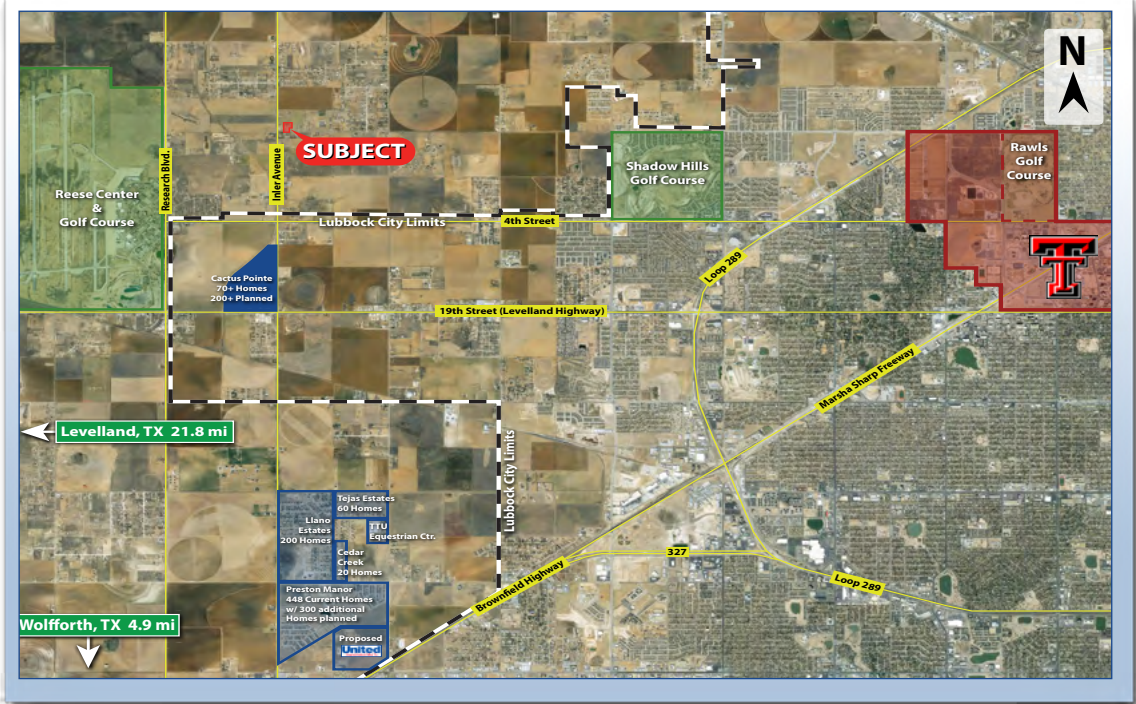 N
SUBJECT
Research Blvd.
Inler Avenue
Reese Center
&
Golf Course
Shadow Hills
Golf Course
Rawls
Golf
Course
Lubbock City Limits
4th Street
T
Loop 289
Cactus Pointe
70+ Homes
200+ Planned
19th Street (Levelland Highway)
Marsha Sharp Freeway
Levelland, TX 21.8 mi
Lubbock City Limits
Tejas Estates
60 Homes
Llano
Estates
200 Homes
TTU
Equestrian Ctr.
Cedar
Creek
20 Homes
327
Loop 289
Brownfield Highway
Preston Manor
448 Current Homes
w/ 300 additional
Homes planned
Wolfforth, TX 4.9 mi
Proposed
United